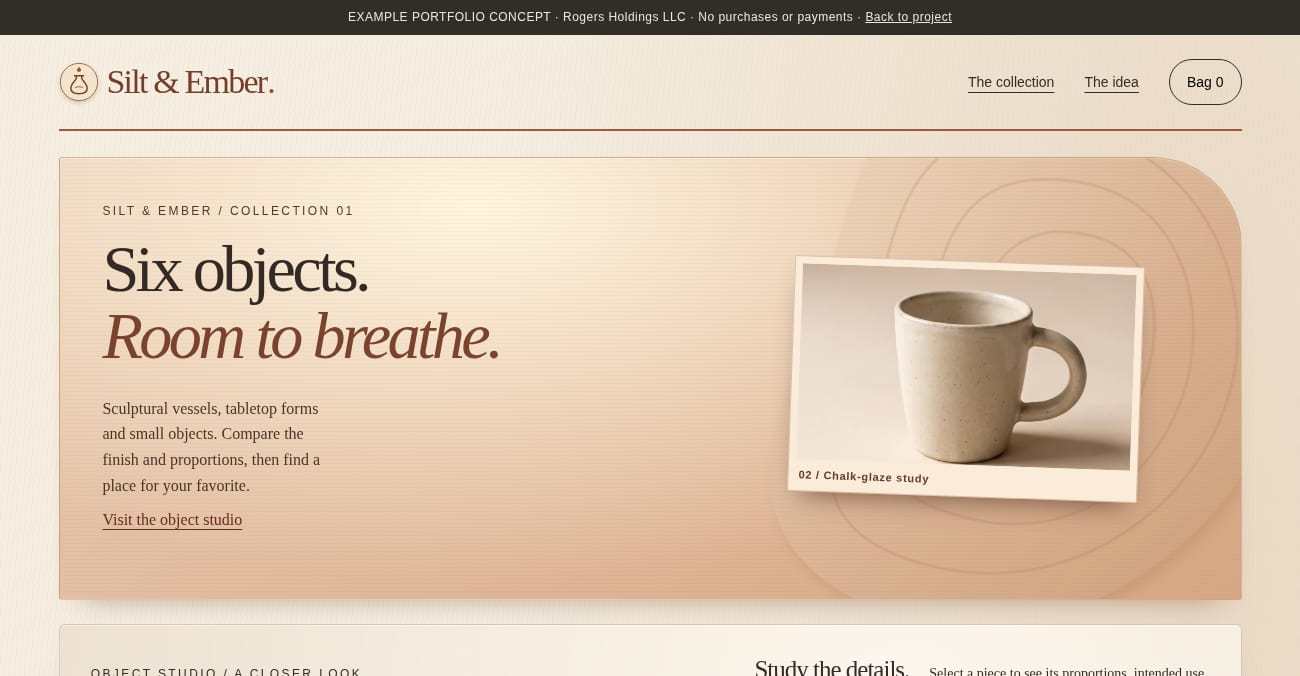 EXAMPLE PORTFOLIO CONCEPT · Rogers Holdings LLC · No purchases or payments · Back to project
Silt & Ember.
The collection
The idea
Bag 0
SILT & EMBER / COLLECTION 01
Six objects.
Room to breathe.
Sculptural vessels, tabletop forms
and small objects. Compare the
finish and proportions, then find a
place for your favorite.
Visit the object studio
02 / Chalk-glaze study
OBJECT STUDIO / A CLOSER LOOK
Study the details.
Select a piece to see its proportions, intended use